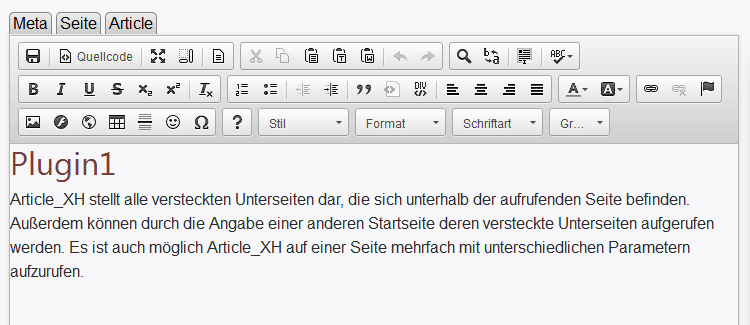 Meta Seite Article
Quellcode
Stil Format Schriftart Gr...
Plugin1
Article_XH stellt alle versteckten Unterseiten dar, die sich unterhalb der aufrufenden Seite befinden.
Außerdem können durch die Angabe einer anderen Startseite deren versteckte Unterseiten aufgerufen
werden. Es ist auch möglich Article_XH auf einer Seite mehrfach mit unterschiedlichen Parametern
aufzurufen.